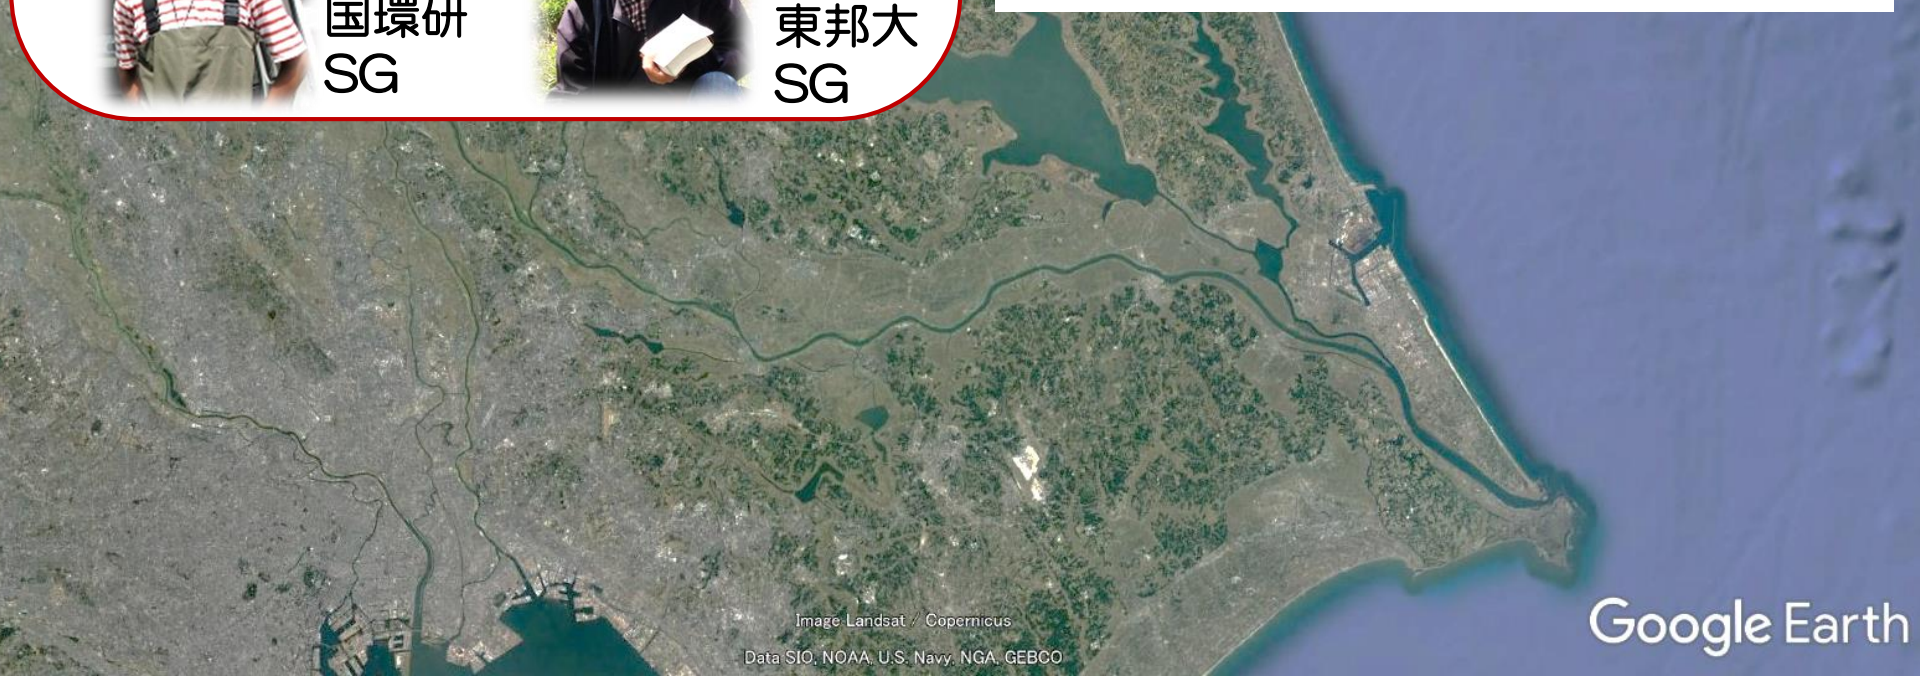 国環研
SG
東邦大
SG
Image Landsat / Copernicus
Data SIO, NOAA, U.S. Navy, NGA, GEBCO
Google Earth